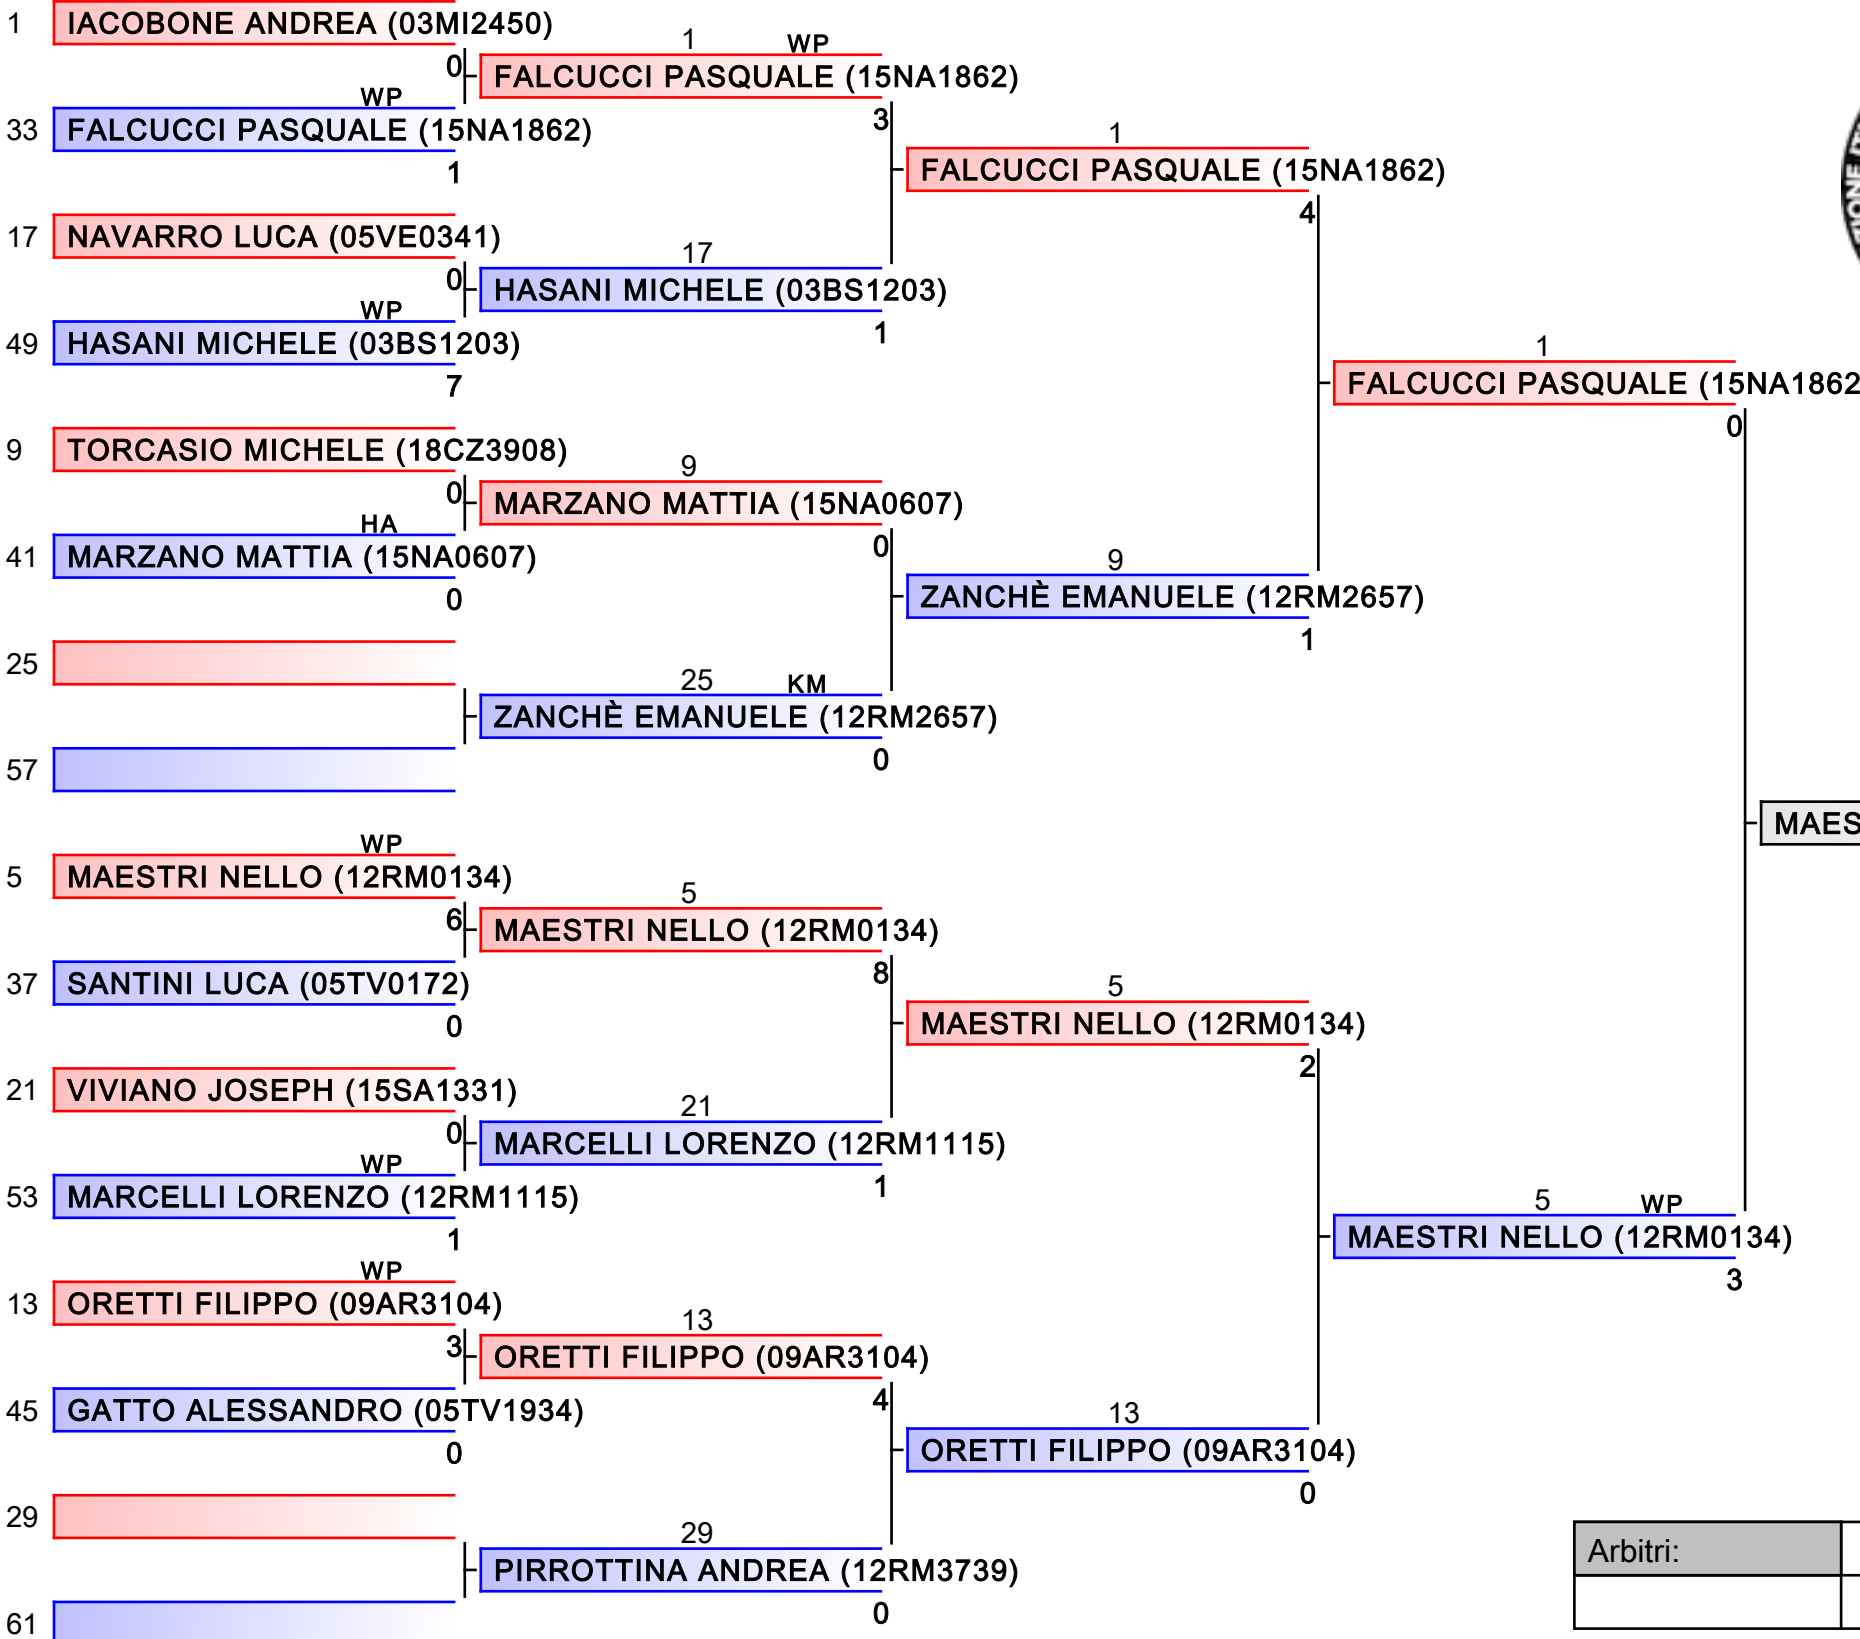 1 IACOBONE ANDREA (03MI2450)
0
WP
33 FALCUCCI PASQUALE (15NA1862)
1
17 NAVARRO LUCA (05VE0341)
0
WP
49 HASANI MICHELE (03BS1203)
7
9 TORCASIO MICHELE (18CZ3908)
0
HA
41 MARZANO MATTIA (15NA0607)
0
25
57
WP
5 MAESTRI NELLO (12RM0134)
6
37 SANTINI LUCA (05TV0172)
0
21 VIVIANO JOSEPH (15SA1331)
0
WP
53 MARCELLI LORENZO (12RM1115)
1
WP
13 ORETTI FILIPPO (09AR3104)
3
45 GATTO ALESSANDRO (05TV1934)
0
29
61
1 WP
FALCUCCI PASQUALE (15NA1862)
3
17
HASANI MICHELE (03BS1203)
1
9
MARZANO MATTIA (15NA0607)
0
25 KM
ZANCHÈ EMANUELE (12RM2657)
0
5
MAESTRI NELLO (12RM0134)
8
21
MARCELLI LORENZO (12RM1115)
1
13
ORETTI FILIPPO (09AR3104)
4
29
PIRROTTINA ANDREA (12RM3739)
0
1
FALCUCCI PASQUALE (15NA1862)
4
9
ZANCHÈ EMANUELE (12RM2657)
1
5
MAESTRI NELLO (12RM0134)
2
13
ORETTI FILIPPO (09AR3104)
0
1
FALCUCCI PASQUALE (15NA1862
0
5 WP
MAESTRI NELLO (12RM0134)
3
MAES
Arbitri: